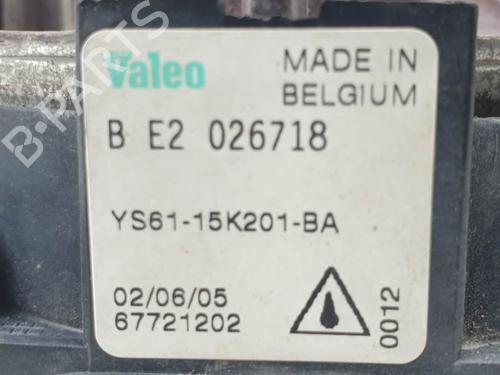 Valeo
MADE IN
BELGIUM
B E2 026718
YS61-15K201-BA
02/06/05
67721202
0012
B-PARTS